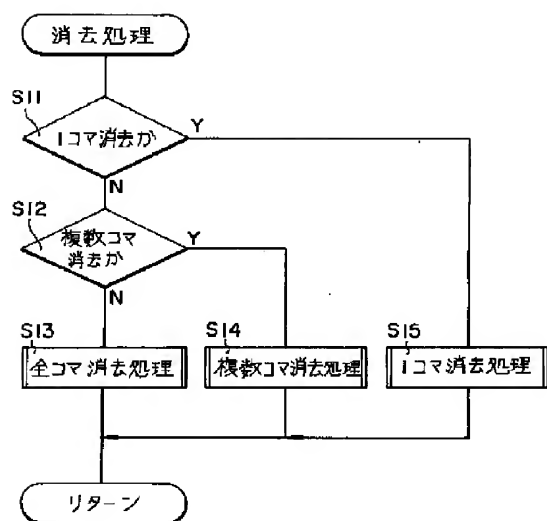 消去処理
S11
1コマ消去か
Y
N
S12
複数コマ
消去か
Y
N
S13
全コマ消去処理
S14
複数コマ消去処理
S15
1コマ消去処理
リターン